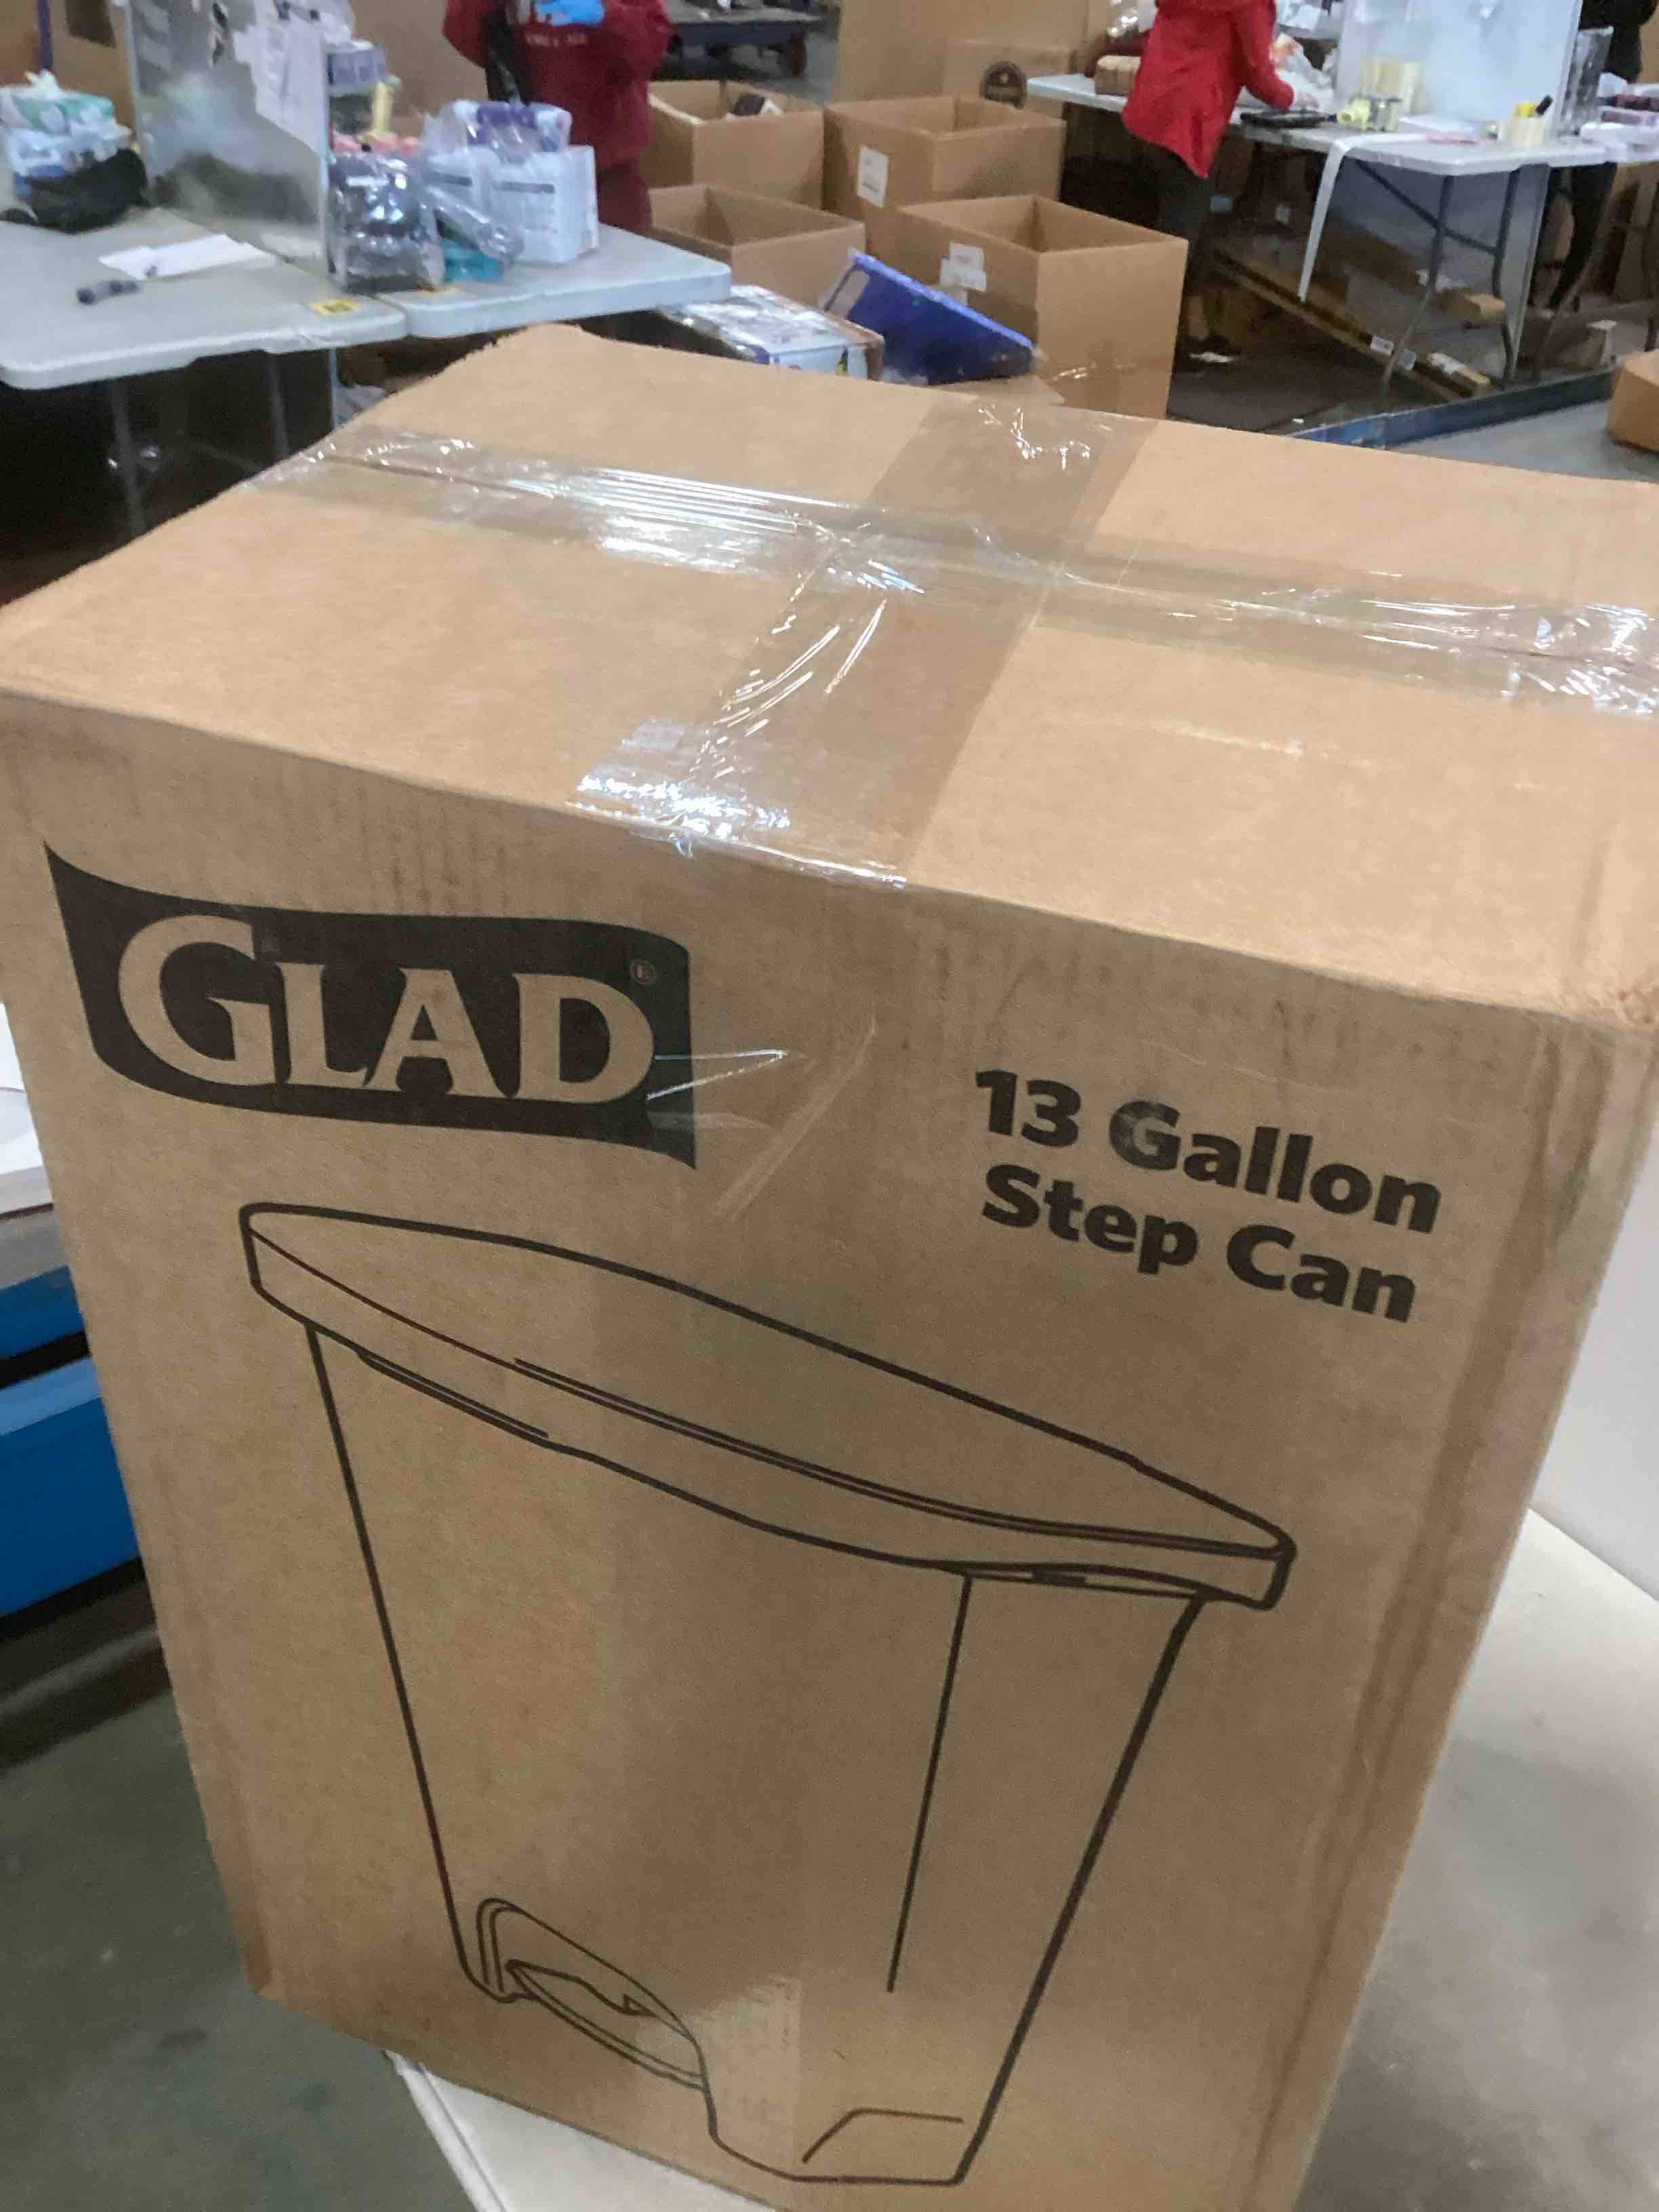 GLAD®
13 Gallon
Step Can